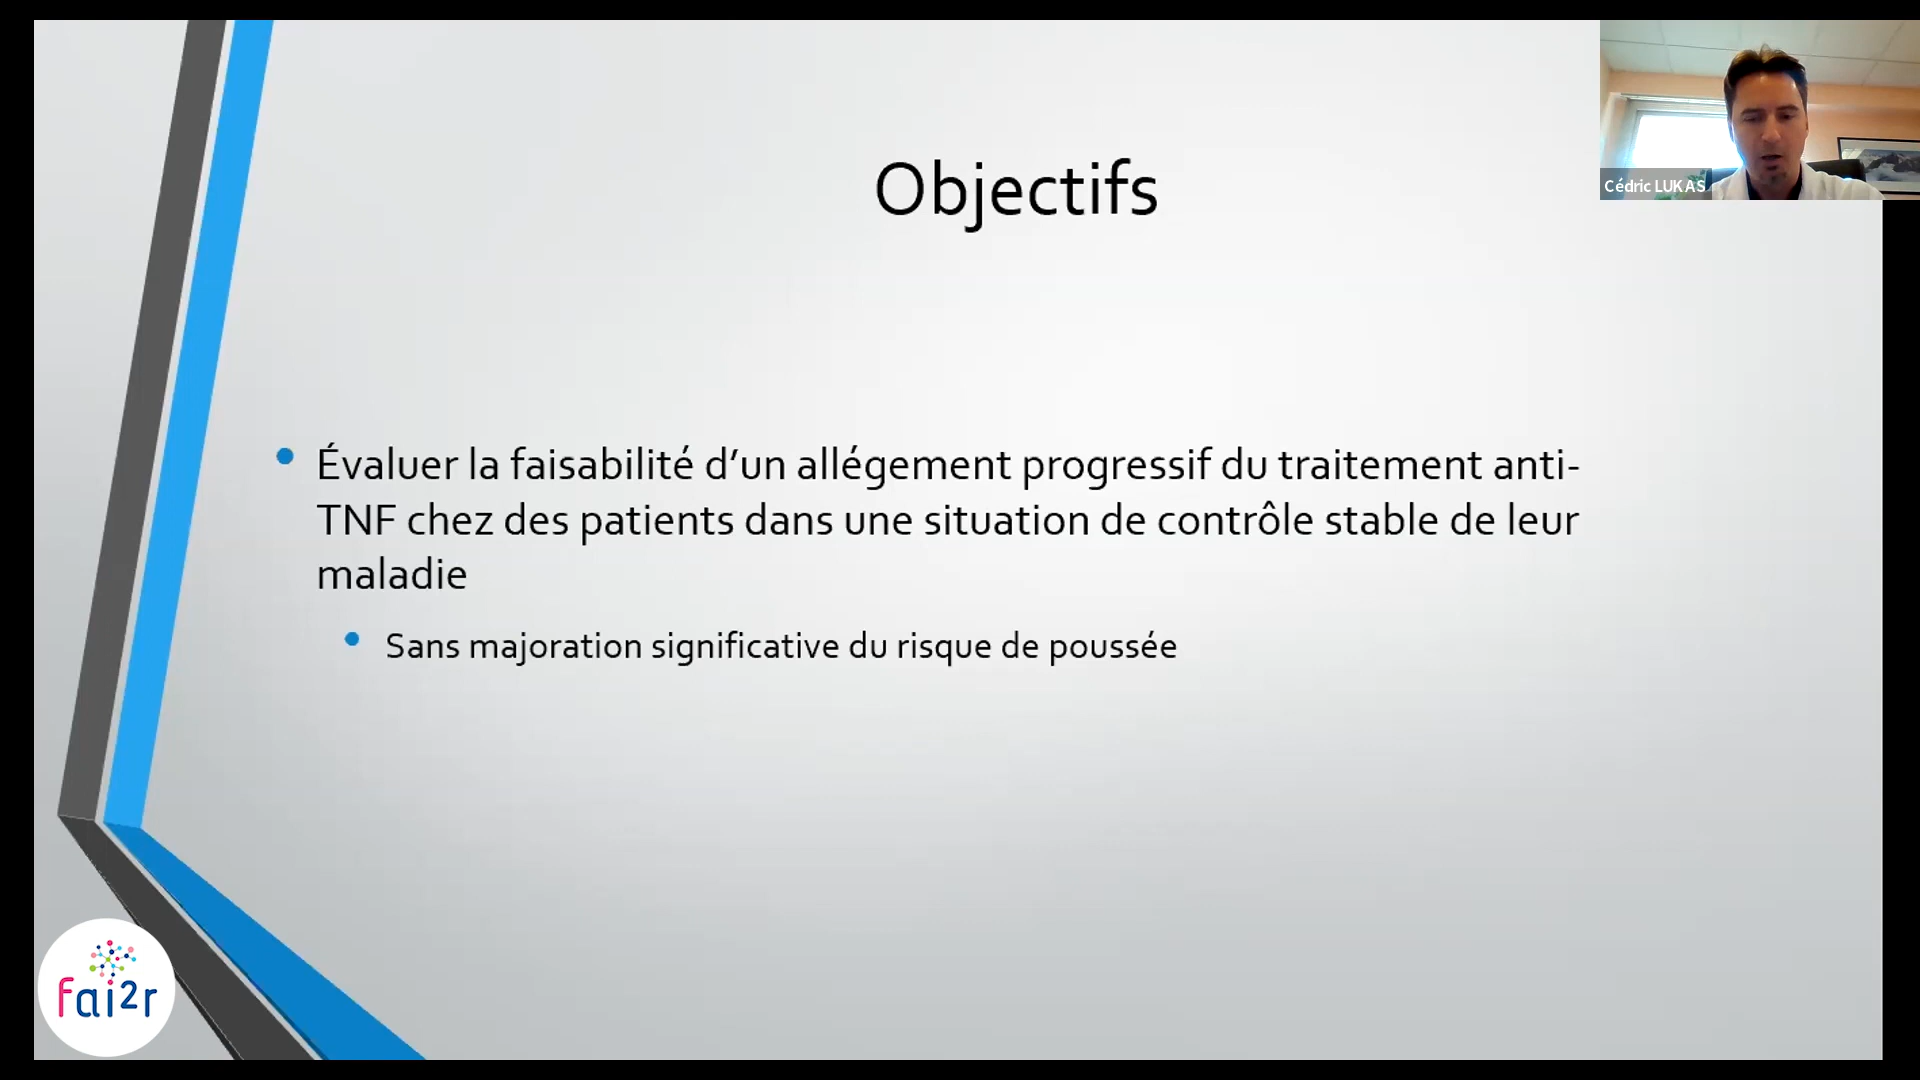 Objectifs
Cédric LUKAS
• Évaluer la faisabilité d’un allégement progressif du traitement anti-
TNF chez des patients dans une situation de contrôle stable de leur
maladie
• Sans majoration significative du risque de poussée
fai2r